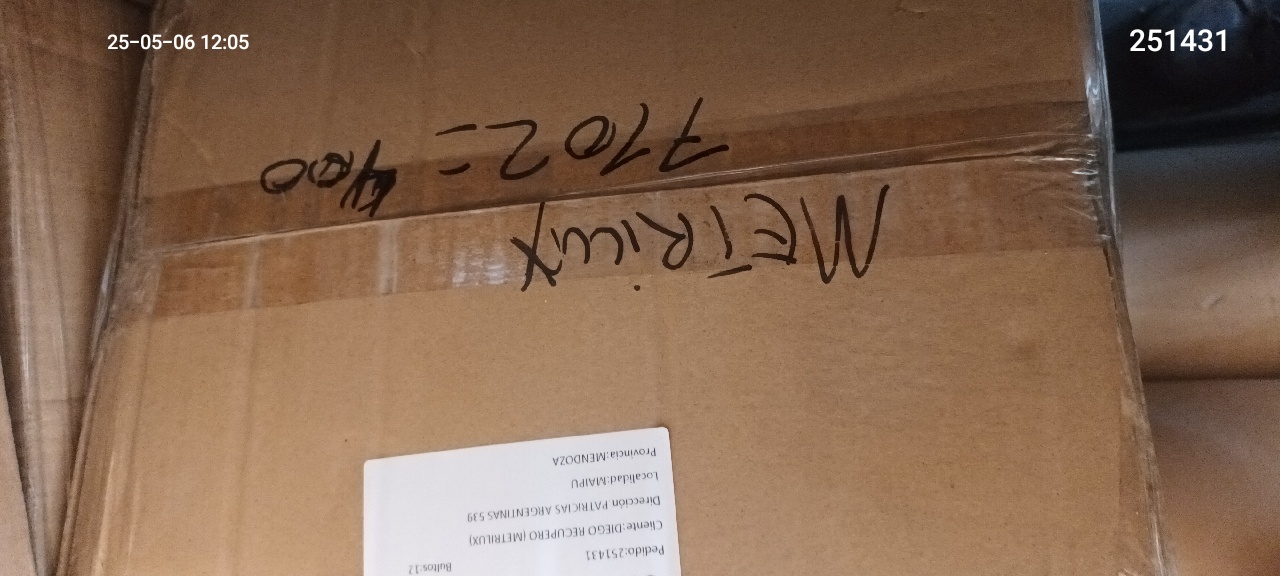 25-05-06 12:05
251431
METRILUX
7102= 400
Bultos:12
Pedido:251431
Cliente:DIEGO RECUPERO (METRILUX)
Dirección PATRICIAS ARGENTINAS 539
Localidad:MAIPU
Provincia:MENDOZA